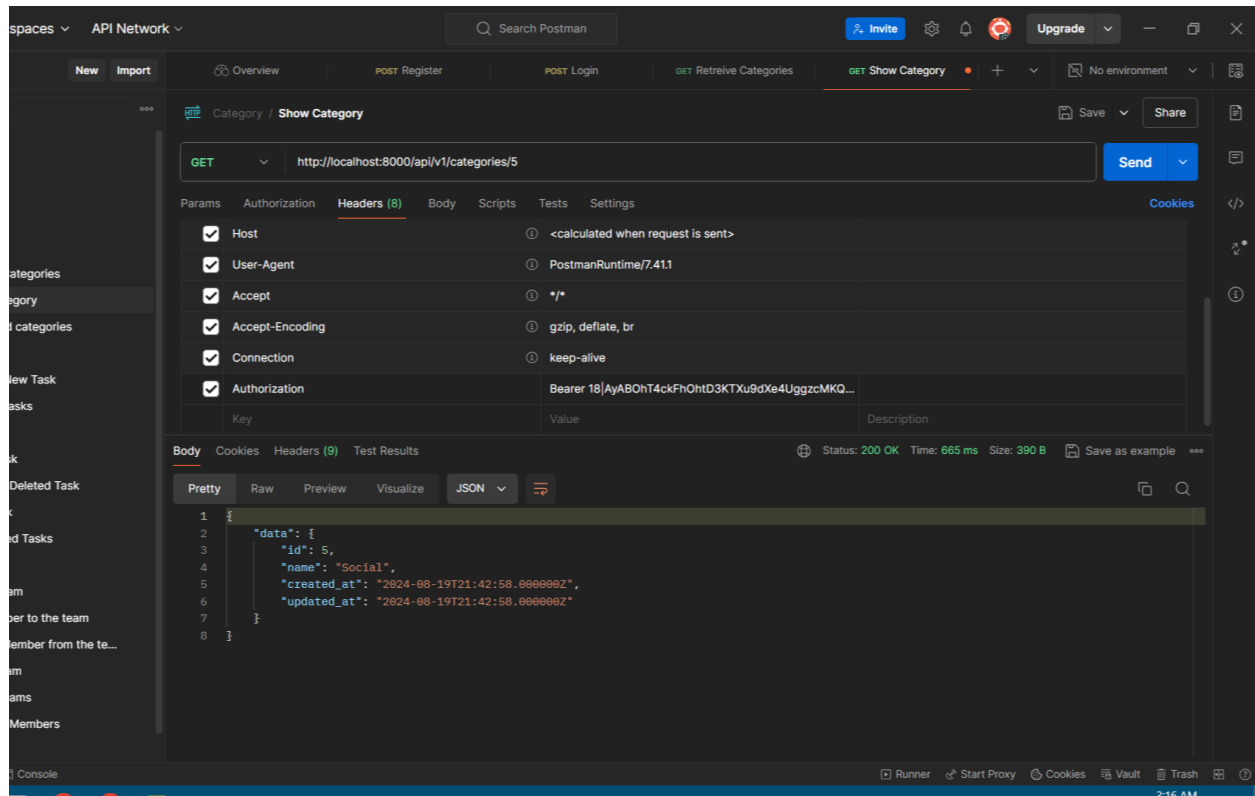 spaces API Network Search Postman Invite Upgrade
New Import Overview POST Register POST Login GET Retreive Categories GET Show Category No environment
HTTP Category / Show Category Save Share
GET http://localhost:8000/api/v1/categories/5 Send
Params Authorization Headers (8) Body Scripts Tests Settings Cookies
Host <calculated when request is sent>
User-Agent PostmanRuntime/7.41.1
Accept */*
Accept-Encoding gzip, deflate, br
Connection keep-alive
Authorization Bearer 18|AyABOhT4ckFhOhtD3KTXu9dXe4UggzcMKQ...
Key Value Description
ategories
egory
d categories
New Task
asks
sk
Deleted Task
k
ed Tasks
am
ber to the team
Member from the te...
am
ams
Members
Body Cookies Headers (9) Test Results Status: 200 OK Time: 665 ms Size: 390 B Save as example
Pretty Raw Preview Visualize JSON
1 {
2 "data": {
3 "id": 5,
4 "name": "Social",
5 "created_at": "2024-08-19T21:42:58.000000Z",
6 "updated_at": "2024-08-19T21:42:58.000000Z"
7 }
8 }
Console Runner Start Proxy Cookies Vault Trash
3:16 AM